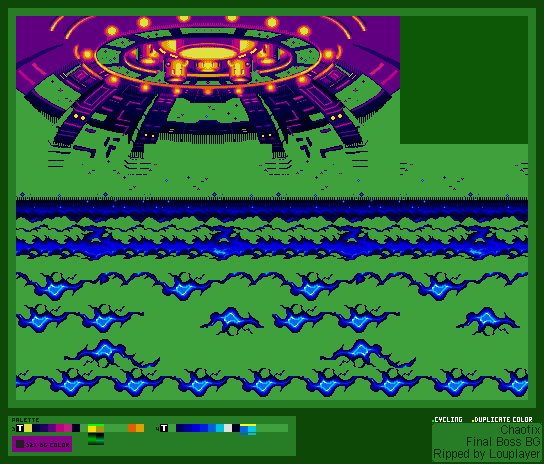 PALETTE
.CYCLING .DUPLICATE COLOR
T
T
32X BG COLOR
Chaotix
Final Boss BG
Ripped by Louplayer